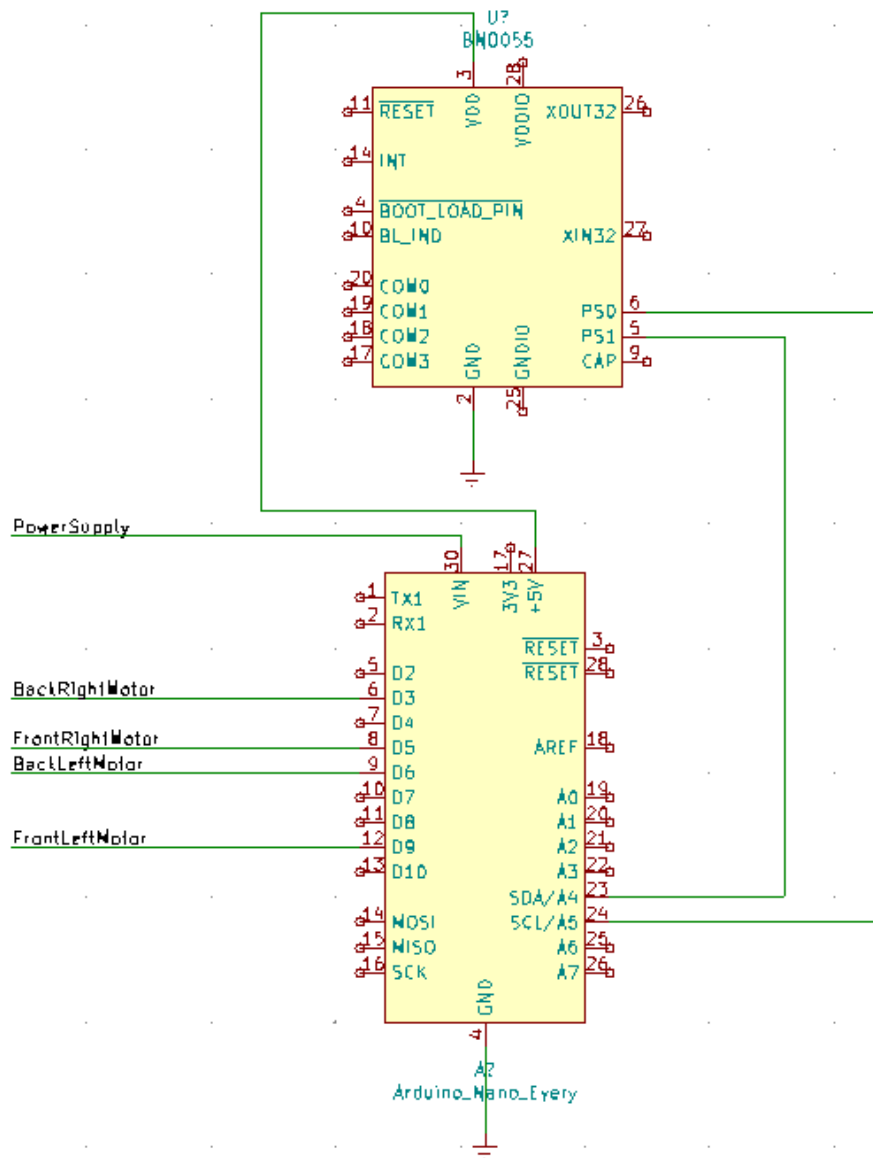 U?
BNO055
3
28
VDD
VDDIO
11 RESET
XOUT32 26
14 INT
4 BOOT_LOAD_PIN
10 BL_IND
XIN32 27
20 COM0
19 COM1
PS0 6
18 COM2
PS1 5
17 COM3
CAP 9
GND
GNDIO
2
25
PowerSupply
30
17
27
VIN
3V3
+5V
1 TX1
2 RX1
RESET 3
5 D2
RESET 28
BackRightMotor 6 D3
7 D4
FrontRightMotor 8 D5
AREF 18
BackLeftMotor 9 D6
10 D7
A0 19
11 D8
A1 20
FrontLeftMotor 12 D9
A2 21
13 D10
A3 22
SDA/A4 23
14 MOSI
SCL/A5 24
15 MISO
A6 25
16 SCK
A7 26
GND
4
A?
Arduino_Nano_Every